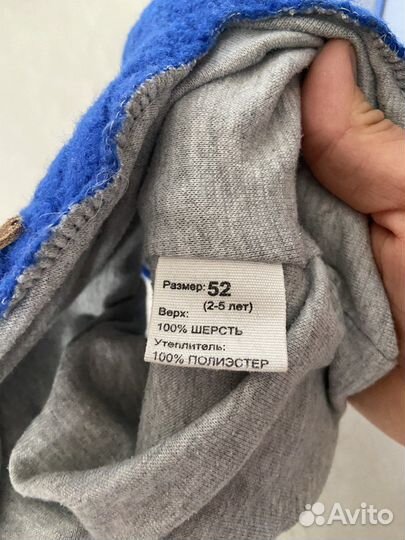 Размер: 52
(2-5 лет)
Верх:
100% ШЕРСТЬ
Утеплитель:
100% ПОЛИЭСТЕР
Avito